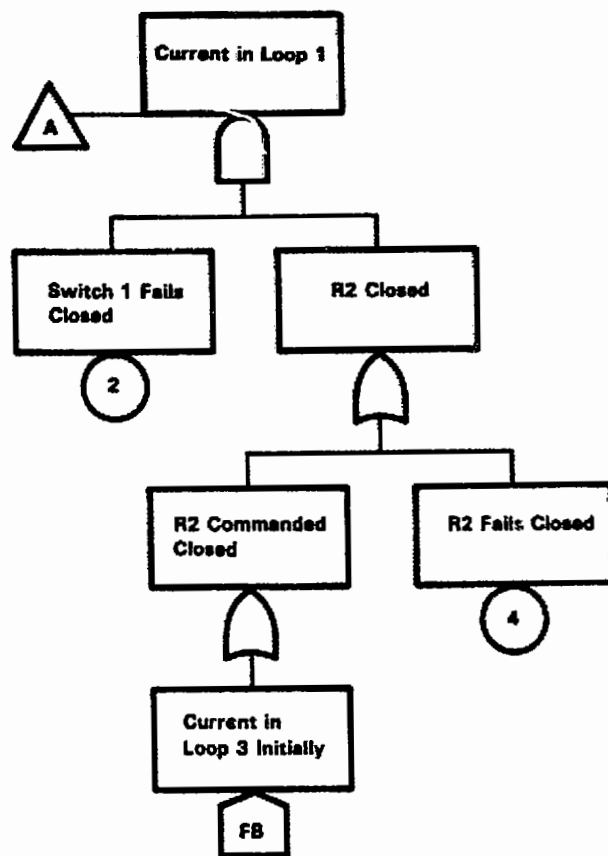 Current in Loop 1
A
Switch 1 Fails
Closed
R2 Closed
2
R2 Commanded
Closed
R2 Fails Closed
4
Current in
Loop 3 Initially
FB